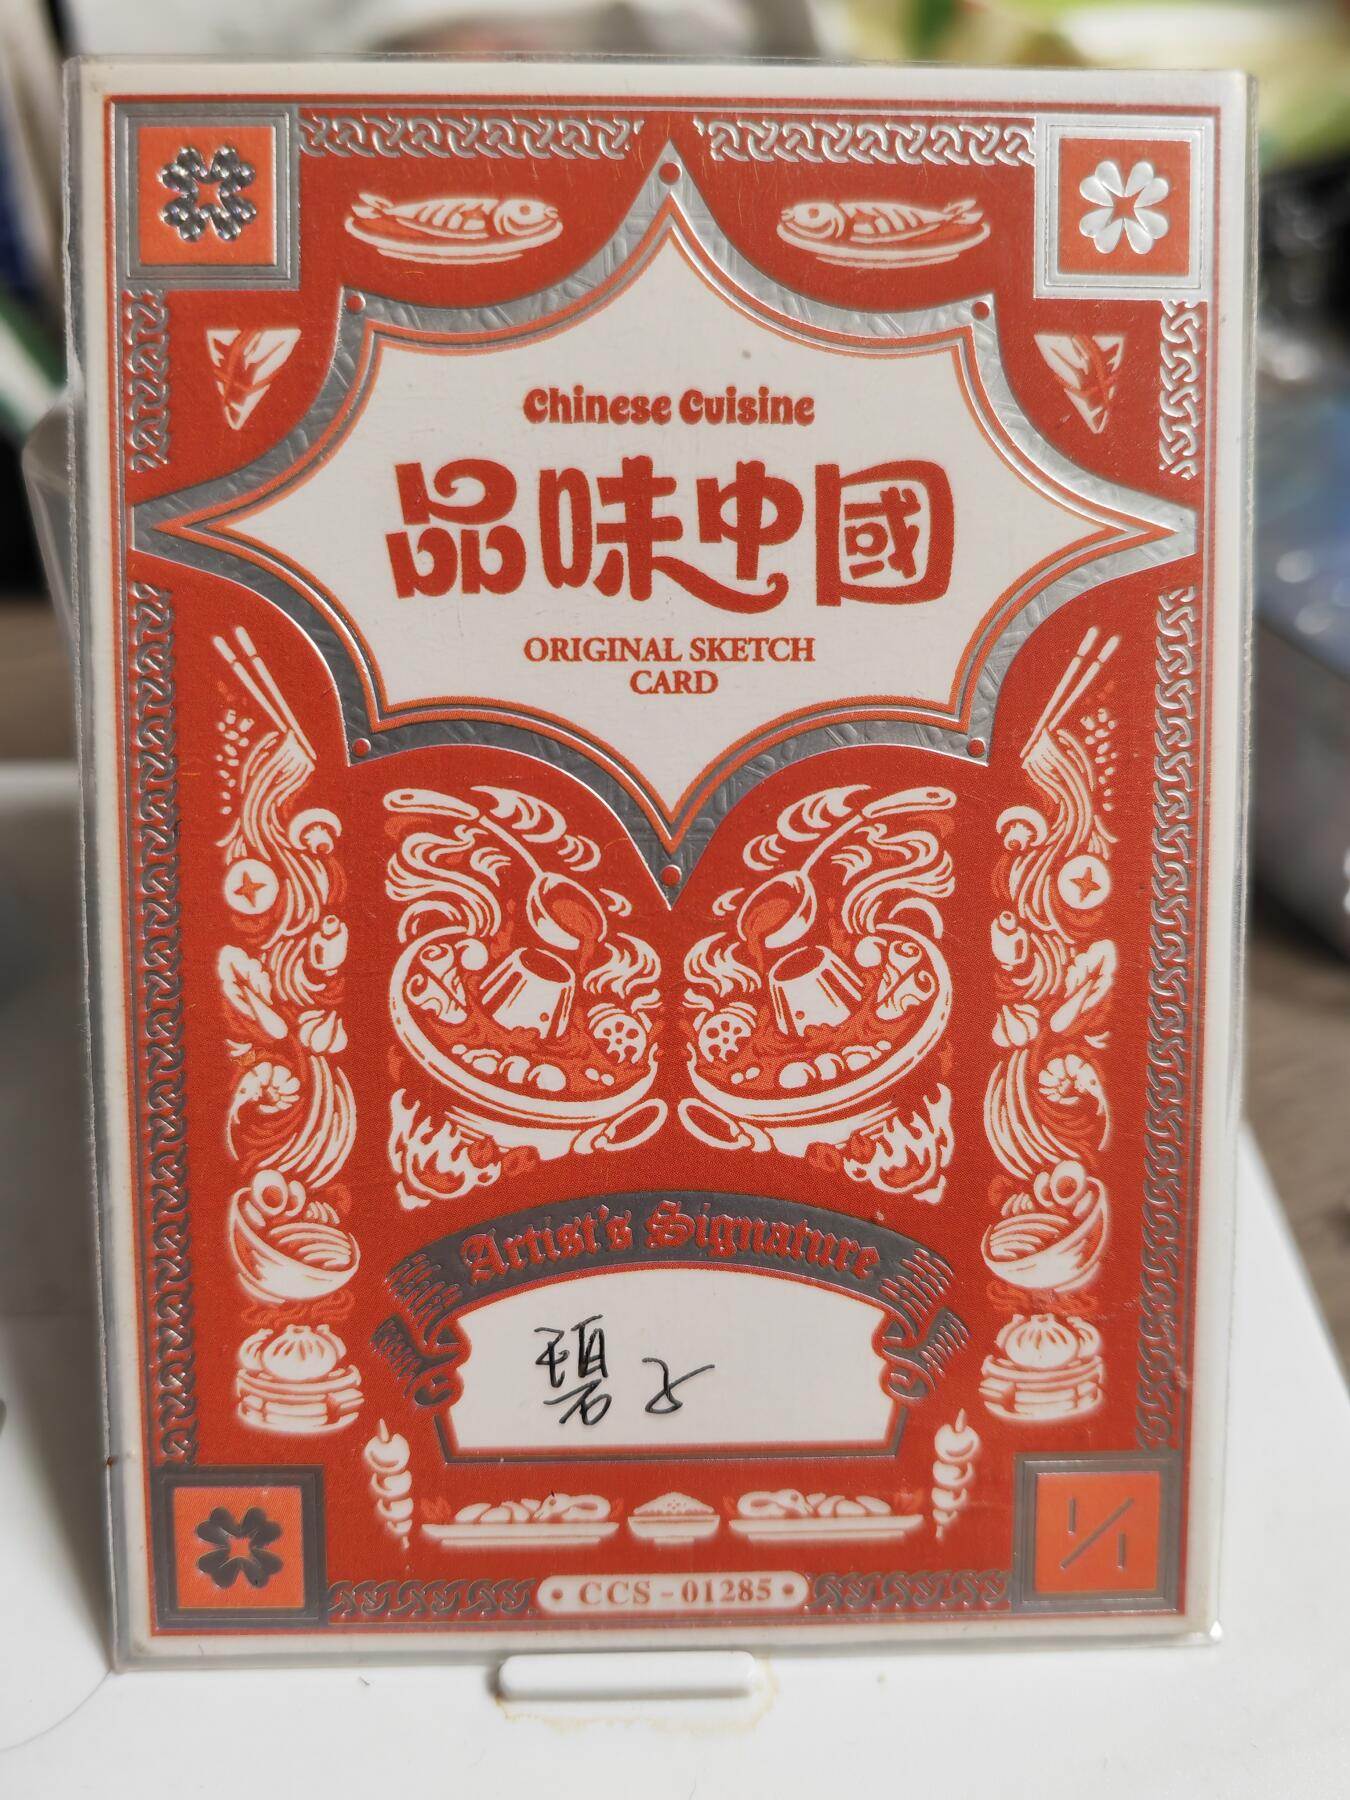 Chinese Cuisine
品味中國
ORIGINAL SKETCH
CARD
Artist's Signature
碧
1/1
CCS - 01285